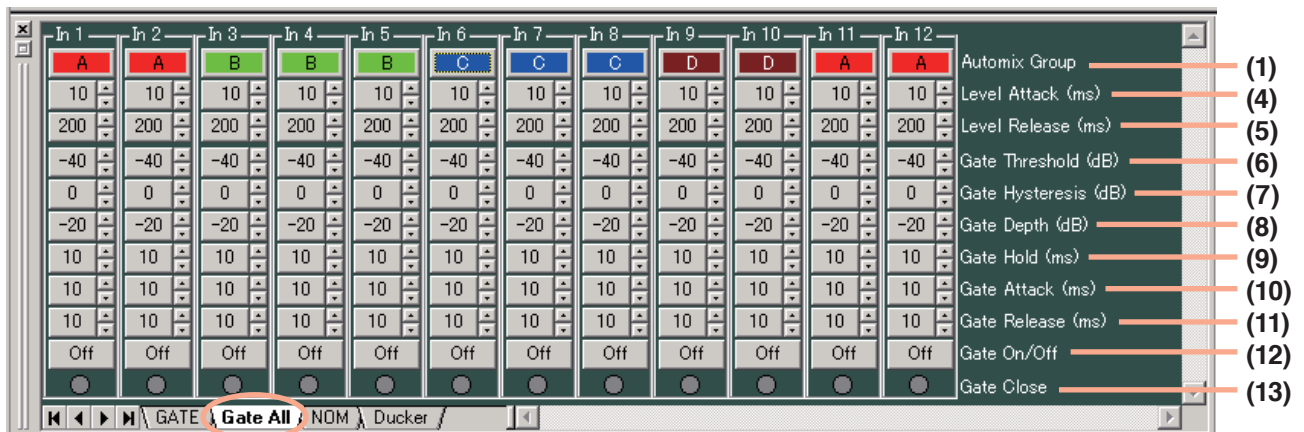 In 1 In 2 In 3 In 4 In 5 In 6 In 7 In 8 In 9 In 10 In 11 In 12
A A B B B C C C D D A A Automix Group (1)
10 10 10 10 10 10 10 10 10 10 10 10 Level Attack (ms) (4)
200 200 200 200 200 200 200 200 200 200 200 200 Level Release (ms) (5)
-40 -40 -40 -40 -40 -40 -40 -40 -40 -40 -40 -40 Gate Threshold (dB) (6)
0 0 0 0 0 0 0 0 0 0 0 0 Gate Hysteresis (dB) (7)
-20 -20 -20 -20 -20 -20 -20 -20 -20 -20 -20 -20 Gate Depth (dB) (8)
10 10 10 10 10 10 10 10 10 10 10 10 Gate Hold (ms) (9)
10 10 10 10 10 10 10 10 10 10 10 10 Gate Attack (ms) (10)
10 10 10 10 10 10 10 10 10 10 10 10 Gate Release (ms) (11)
Off Off Off Off Off Off Off Off Off Off Off Off Gate On/Off (12)
Gate Close (13)
GATE Gate All NOM Ducker